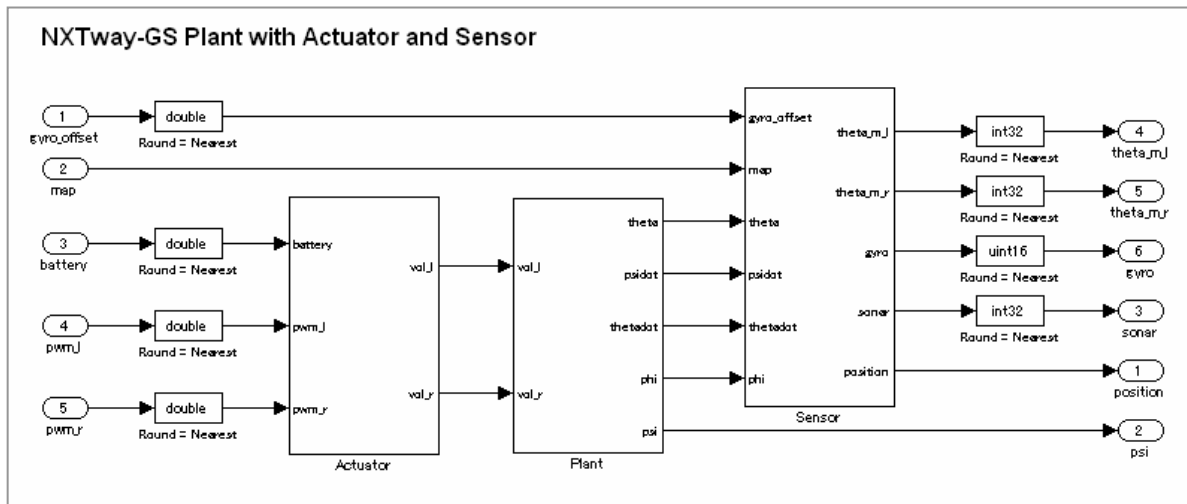 NXTway-GS Plant with Actuator and Sensor
1
gyro_offset
double
Round = Nearest
2
map
3
battery
double
Round = Nearest
4
pwm_l
double
Round = Nearest
5
pwm_r
double
Round = Nearest
battery
pwm_l
pwm_r
vol_l
vol_r
Actuator
vol_l
vol_r
theta
psidot
thetadot
phi
psi
Plant
gyro_offset
map
theta
psidot
thetadot
phi
theta_m_l
theta_m_r
gyro
sonar
position
Sensor
int32
Round = Nearest
4
theta_m_l
int32
Round = Nearest
5
theta_m_r
uint16
Round = Nearest
6
gyro
int32
Round = Nearest
3
sonar
1
position
2
psi